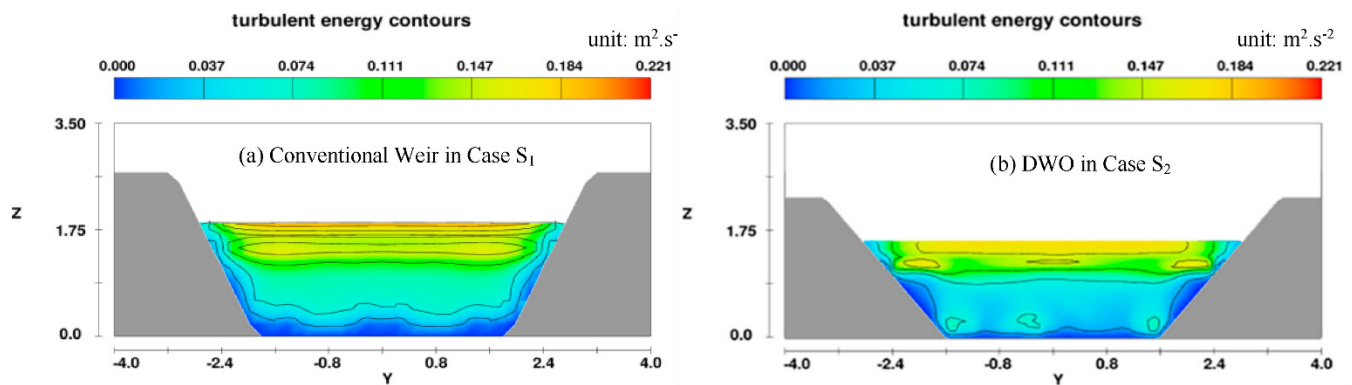 turbulent energy contours
unit: m².s⁻
0.000 0.037 0.074 0.111 0.147 0.184 0.221
3.50
(a) Conventional Weir in Case S₁
Z
1.75
0.0
-4.0 -2.4 -0.8 0.8 2.4 4.0
Y
turbulent energy contours
unit: m².s⁻²
0.000 0.037 0.074 0.111 0.147 0.184 0.221
3.50
(b) DWO in Case S₂
Z
1.75
0.0
-4.0 -2.4 -0.8 0.8 2.4 4.0
Y